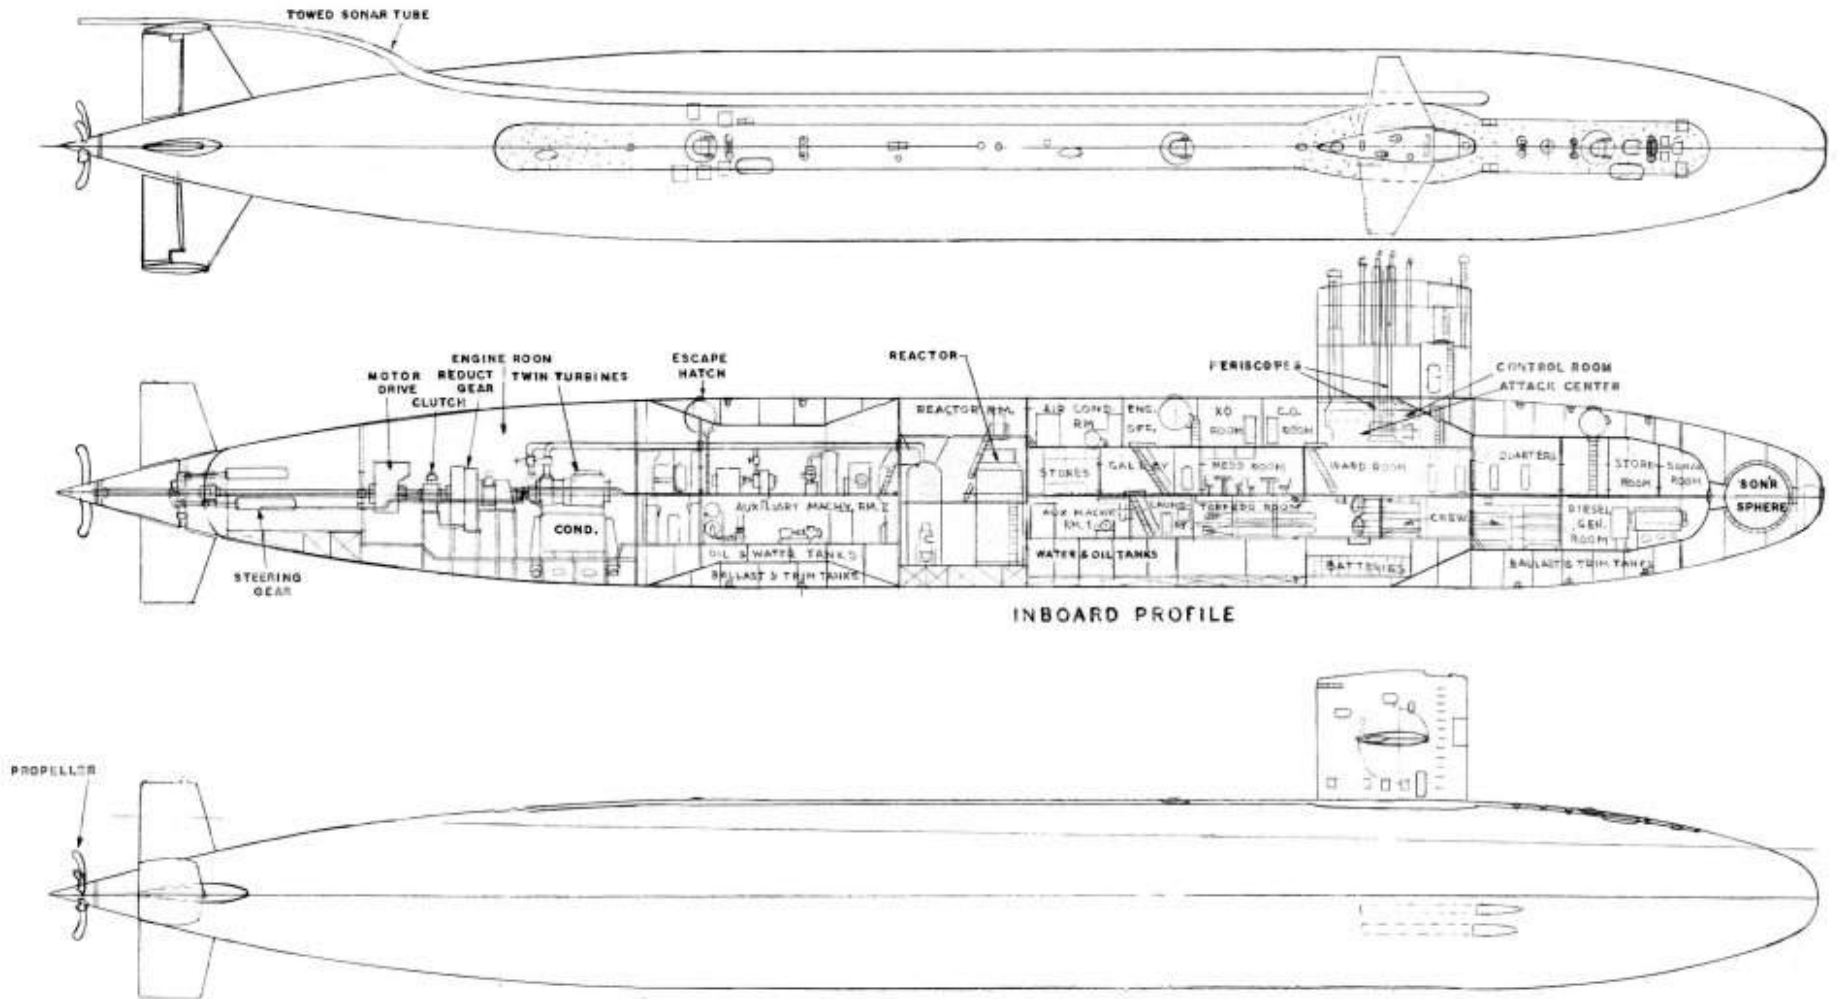 TOWED SONAR TUBE
ENGINE ROOM
MOTOR DRIVE
REDUCT GEAR
TWIN TURBINES
CLUTCH
ESCAPE HATCH
REACTOR
PERISCOPES
CONTROL ROOM
ATTACK CENTER
REACTOR RM.
AIR COND. RM
ENG. OFF.
XO ROOM
C.O. ROOM
STORES
GALLEY
MESS ROOM
WARD ROOM
QUARTERS
STORE ROOM
SONAR ROOM
SON'R SPHERE
COND.
AUXILIARY MACHY. RM. 2
AUX MACHY RM. 1
TORPEDO ROOM
CREW
DIESEL GEN. ROOM
OIL & WATER TANKS
WATER & OIL TANKS
BALLAST & TRIM TANKS
BATTERIES
BALLAST & TRIM TANKS
STEERING GEAR
INBOARD PROFILE
PROPELLER